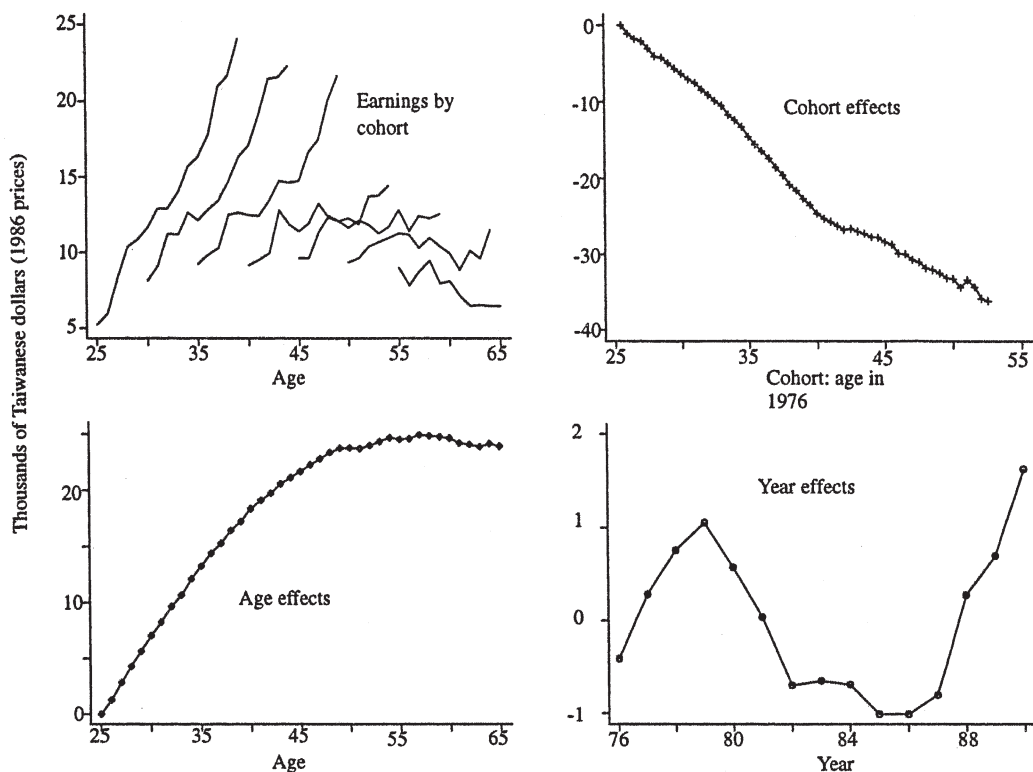 Thousands of Taiwanese dollars (1986 prices)
25
20
15
10
5
Earnings by
cohort
25 35 45 55 65
Age
0
-10
-20
-30
-40
Cohort effects
25 35 45 55
Cohort: age in
1976
20
10
0
Age effects
25 35 45 55 65
Age
2
1
0
-1
Year effects
76 80 84 88
Year